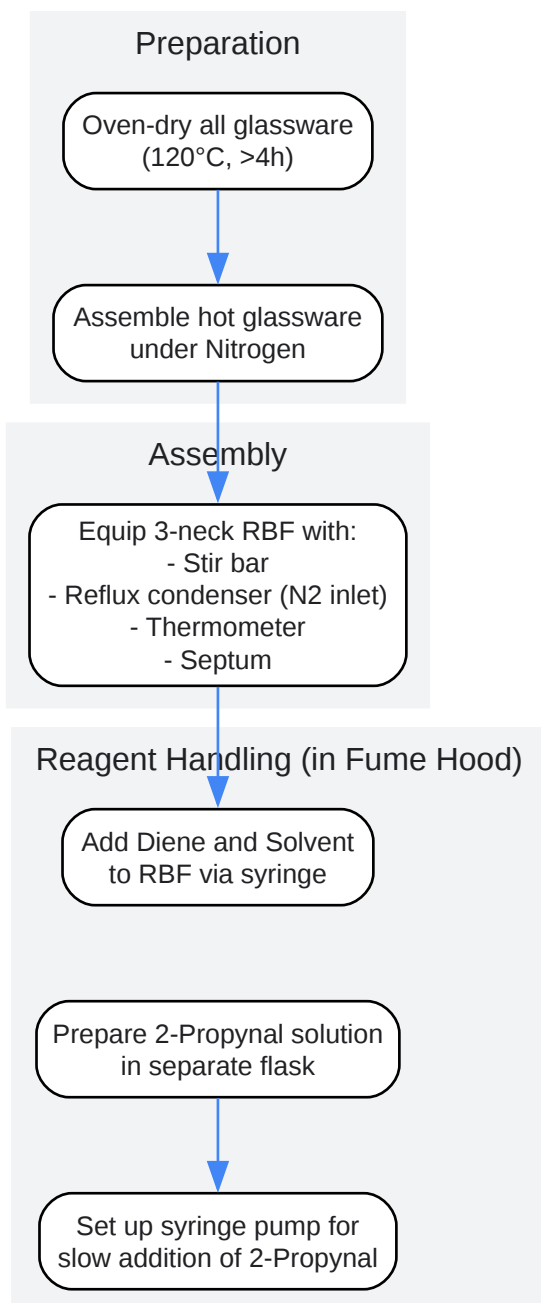 Preparation
Oven-dry all glassware
(120°C, >4h)
Assemble hot glassware
under Nitrogen
Assembly
Equip 3-neck RBF with:
- Stir bar
- Reflux condenser (N2 inlet)
- Thermometer
- Septum
Reagent Handling (in Fume Hood)
Add Diene and Solvent
to RBF via syringe
Prepare 2-Propynal solution
in separate flask
Set up syringe pump for
slow addition of 2-Propynal